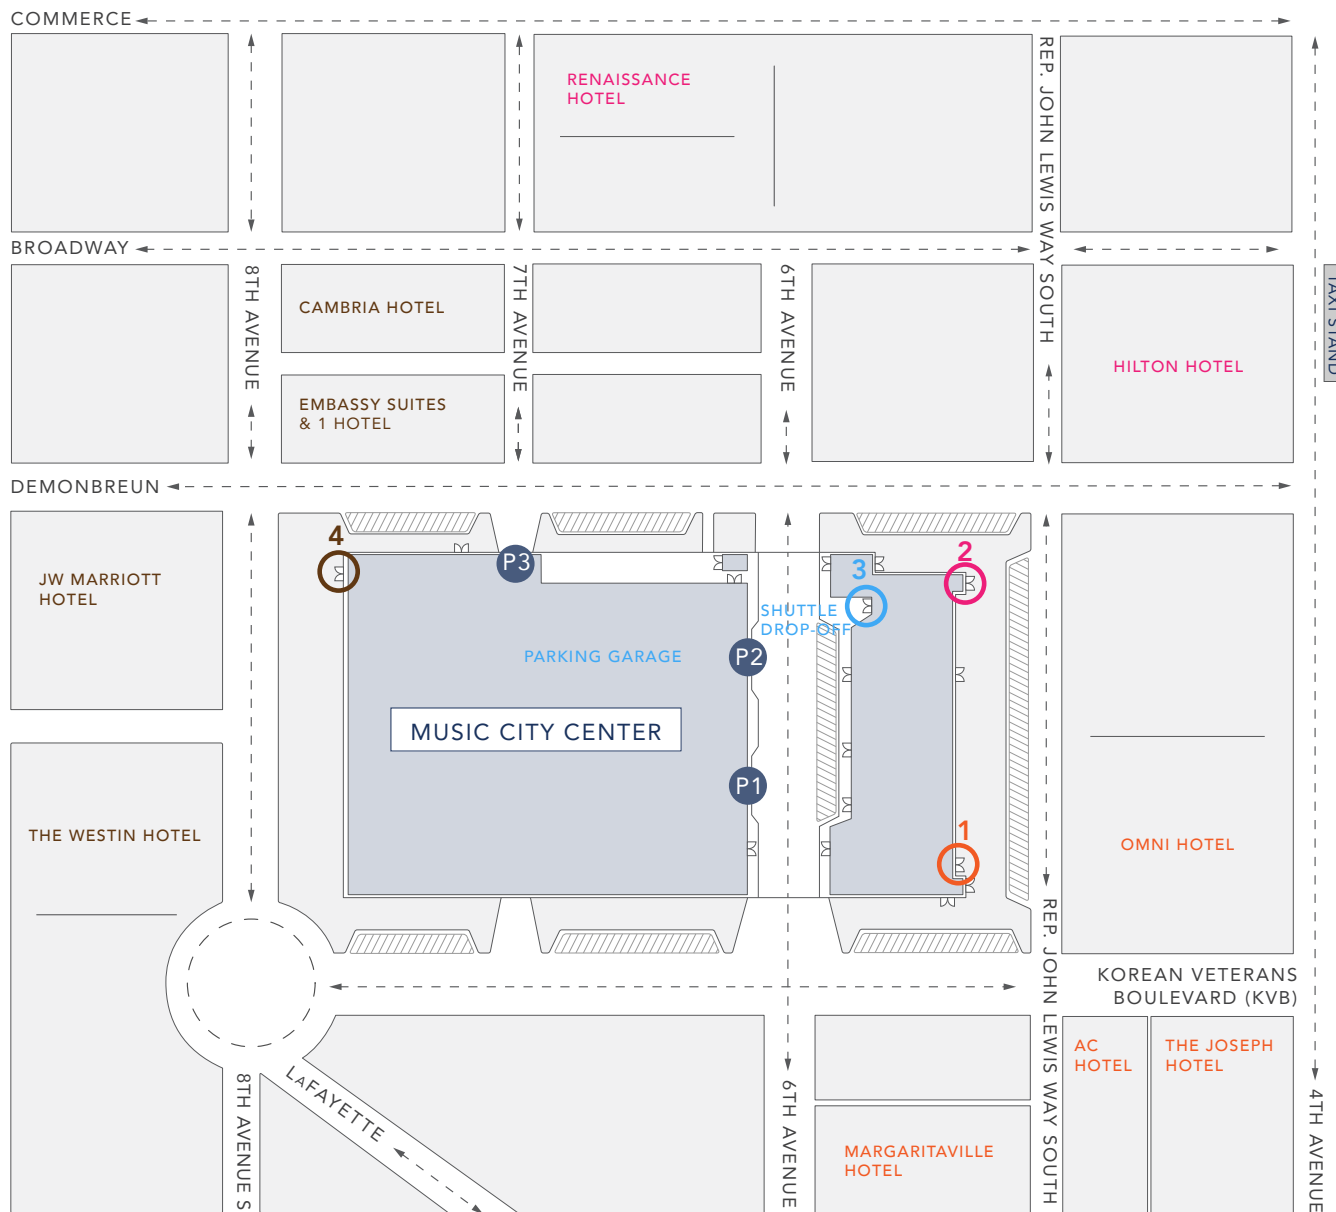 COMMERCE
REP. JOHN LEWIS WAY SOUTH
RENAISSANCE
HOTEL
BROADWAY
8TH AVENUE
7TH AVENUE
6TH AVENUE
TAXI STAND
CAMBRIA HOTEL
HILTON HOTEL
EMBASSY SUITES
& 1 HOTEL
DEMONBREUN
4
P3
2
3
JW MARRIOTT
HOTEL
SHUTTLE
DROP-OFF
PARKING GARAGE
P2
MUSIC CITY CENTER
P1
1
THE WESTIN HOTEL
OMNI HOTEL
REP. JOHN LEWIS WAY SOUTH
KOREAN VETERANS
BOULEVARD (KVB)
AC
HOTEL
THE JOSEPH
HOTEL
8TH AVENUE S
LAFAYETTE
6TH AVENUE
4TH AVENUE
MARGARITAVILLE
HOTEL